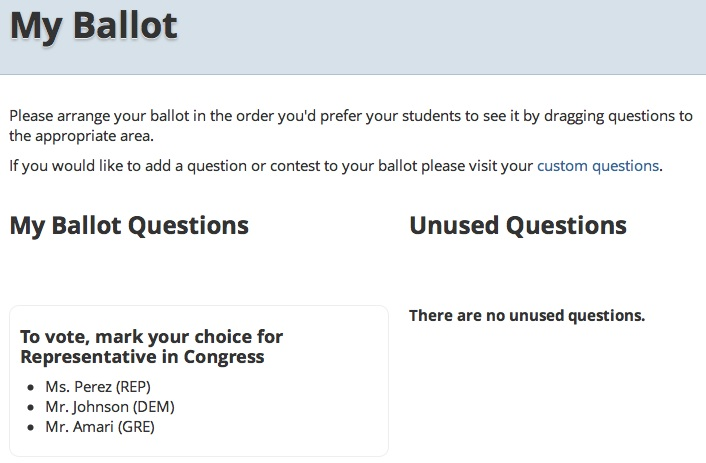 My Ballot
Please arrange your ballot in the order you'd prefer your students to see it by dragging questions to
the appropriate area.
If you would like to add a question or contest to your ballot please visit your custom questions.
My Ballot Questions
Unused Questions
To vote, mark your choice for
Representative in Congress
• Ms. Perez (REP)
• Mr. Johnson (DEM)
• Mr. Amari (GRE)
There are no unused questions.